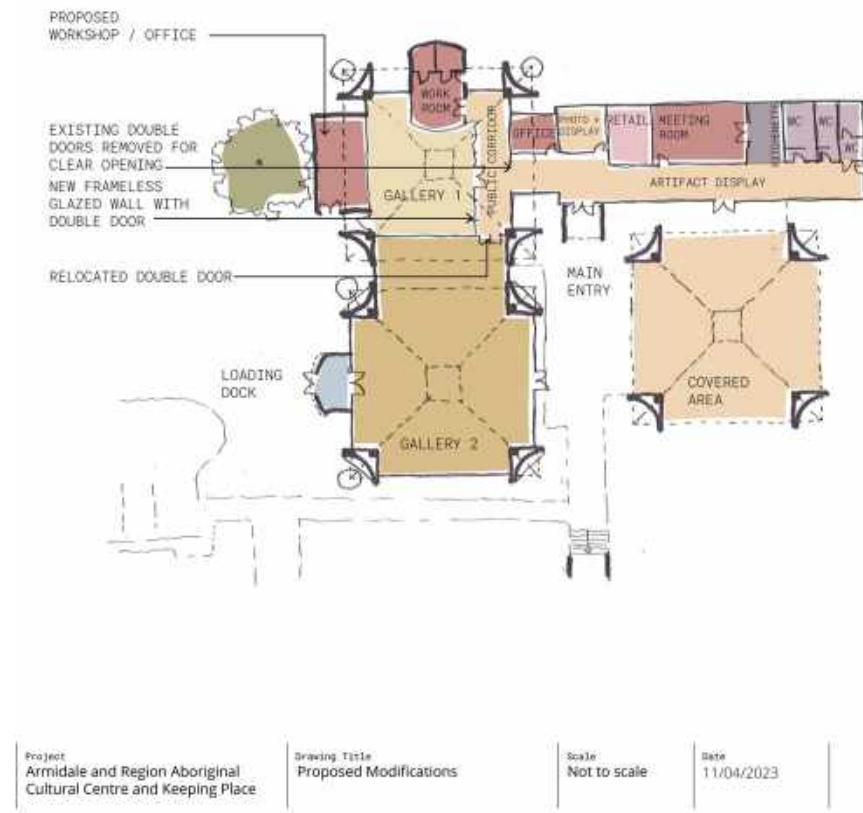 PROPOSED
WORKSHOP / OFFICE
EXISTING DOUBLE
DOORS REMOVED FOR
CLEAR OPENING
NEW FRAMELESS
GLAZED WALL WITH
DOUBLE DOOR
RELOCATED DOUBLE DOOR
WORK
ROOM
GALLERY 1
PUBLIC CORRIDOR
OFFICE
PHOTO +
DISPLAY
RETAIL
MEETING
ROOM
KITCHENETTE
WC
WC
WC
ARTIFACT DISPLAY
MAIN
ENTRY
LOADING
DOCK
GALLERY 2
COVERED
AREA
Project
Armidale and Region Aboriginal
Cultural Centre and Keeping Place
Drawing Title
Proposed Modifications
Scale
Not to scale
Date
11/04/2023